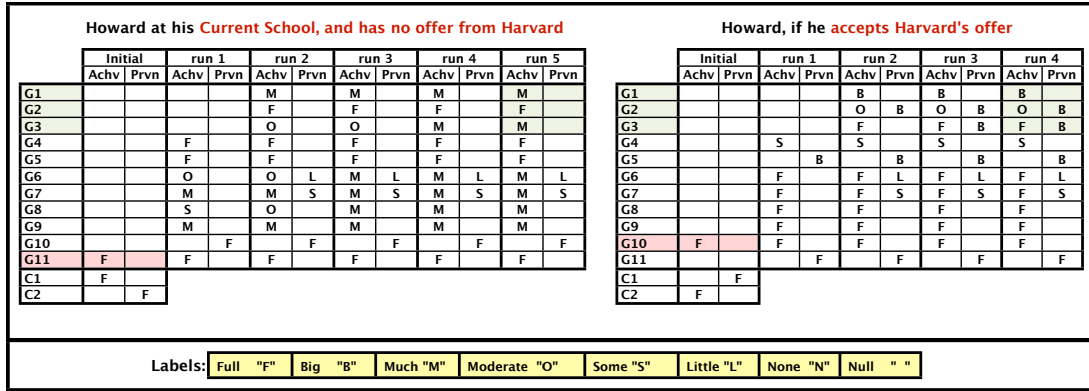 Howard at his Current School, and has no offer from Harvard
Initial run 1 run 2 run 3 run 4 run 5
Achv Prvn Achv Prvn Achv Prvn Achv Prvn Achv Prvn Achv Prvn
G1 M M M M
G2 F F F F
G3 O O M M
G4 F F F F F
G5 F F F F F
G6 O O L M L M L M L
G7 M M S M S M S M S
G8 S O M M M
G9 M M M M M
G10 F F F F F
G11 F F F F F F
C1 F
C2 F
Howard, if he accepts Harvard's offer
Initial run 1 run 2 run 3 run 4
Achv Prvn Achv Prvn Achv Prvn Achv Prvn Achv Prvn
G1 B B B
G2 O B O B O B
G3 F F B F B
G4 S S S S
G5 B B B B
G6 F F L F L F L
G7 F F S F S F S
G8 F F F F
G9 F F F F
G10 F F F F F
G11 F F F F
C1 F
C2 F
Labels: Full "F" Big "B" Much "M" Moderate "O" Some "S" Little "L" None "N" Null " "